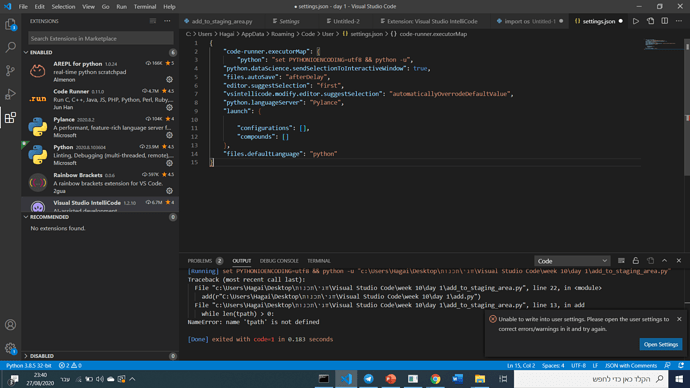 File Edit Selection View Go Run Terminal Help
settings.json - Visual Studio Code
EXTENSIONS
add_to_staging_area.py
Settings
Untitled-2
Extension: Visual Studio IntelliCode
import os Untitled-1
settings.json
C: > Users > Hagai > AppData > Roaming > Code > User > settings.json > code-runner.executorMap
Search Extensions in Marketplace
ENABLED 6
AREPL for python 1.0.24
real-time python scratchpad
Almenon
Code Runner 0.11.0
4.7M 4.5
Run C, C++, Java, JS, PHP, Python, Perl, Ruby,...
Jun Han
Pylance 2020.8.2
104K 4
A performant, feature-rich language server f...
Microsoft
Python 2020.8.105604
23.9M 4.5
Linting, Debugging (multi-threaded, remote),...
Microsoft
Rainbow Brackets 0.0.6
597K 4.5
A rainbow brackets extension for VS Code.
2gua
Visual Studio IntelliCode 1.2.10
6.7M 4
AI-assisted development
RECOMMENDED 0
No extensions found.
DISABLED 0
1 {
2 "code-runner.executorMap": {
3 "python": "set PYTHONIOENCODING=utf8 && python -u",
4 "python.dataScience.sendSelectionToInteractiveWindow": true,
5 "files.autoSave": "afterDelay",
6 "editor.suggestSelection": "first",
7 "vsintellicode.modify.editor.suggestSelection": "automaticallyOverrodeDefaultValue",
8 "python.languageServer": "Pylance",
9 "launch": {
10
11 "configurations": [],
12 "compounds": []
13 },
14 "files.defaultLanguage": "python"
15 }
PROBLEMS 2 OUTPUT DEBUG CONSOLE TERMINAL
Code
[Running] set PYTHONIOENCODING=utf8 && python -u "c:\Users\Hagai\Desktop\חגי\תכנות\Visual Studio Code\week 10\day 1\add_to_staging_area.py"
Traceback (most recent call last):
File "c:\Users\Hagai\Desktop\חגי\תכנות\Visual Studio Code\week 10\day 1\add_to_staging_area.py", line 22, in <module>
add(r"C:\Users\Hagai\Desktop\חגי\תכנות\Visual Studio Code\week 10\day 1\add.py")
File "c:\Users\Hagai\Desktop\חגי\תכנות\Visual Studio Code\week 10\day 1\add_to_staging_area.py", line 13, in add
while len(tpath) > 0:
NameError: name 'tpath' is not defined
[Done] exited with code=1 in 0.183 seconds
Unable to write into user settings. Please open the user settings to
correct errors/warnings in it and try again.
Open Settings
Python 3.8.5 32-bit 0 2
Ln 15, Col 2 Spaces: 4 UTF-8 LF JSON with Comments
23:40
27/08/2020
עבר
הקלד כאן כדי לחפש